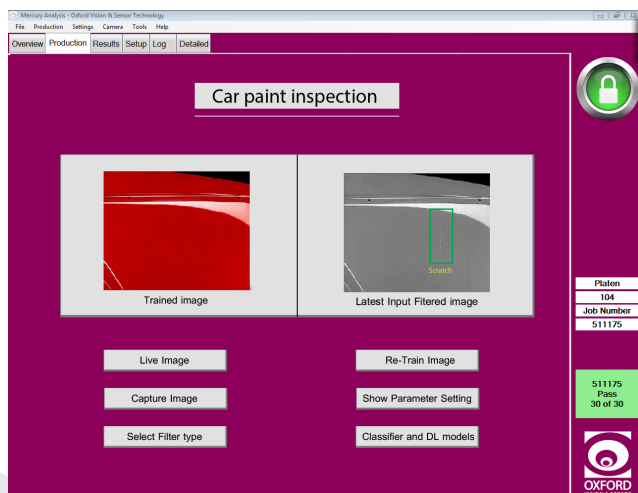 Mercury Analysis - Oxford Vision & Sensor Technology
File Production Settings Camera Tools Help
Overview Production Results Setup Log Detailed
Car paint inspection
Scratch
Trained image
Latest Input Fitered image
Live Image
Re-Train Image
Capture Image
Show Parameter Setting
Select Filter type
Classifier and DL models
Platen
104
Job Number
511175
511175
Pass
30 of 30
OXFORD